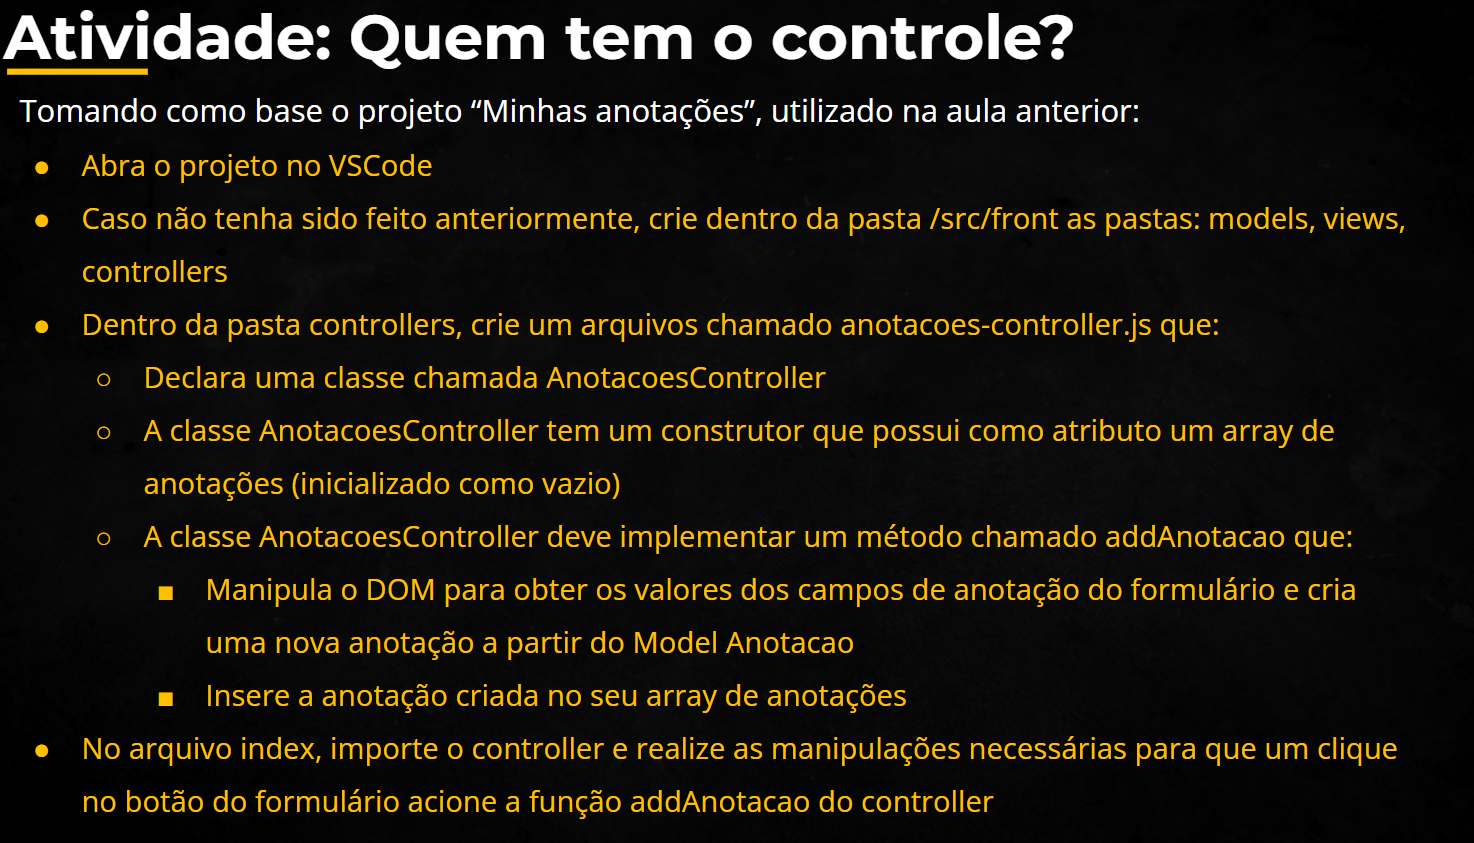 Atividade: Quem tem o controle?
Tomando como base o projeto “Minhas anotações”, utilizado na aula anterior:
● Abra o projeto no VSCode
● Caso não tenha sido feito anteriormente, crie dentro da pasta /src/front as pastas: models, views,
controllers
● Dentro da pasta controllers, crie um arquivos chamado anotacoes-controller.js que:
○ Declara uma classe chamada AnotacoesController
○ A classe AnotacoesController tem um construtor que possui como atributo um array de
anotações (inicializado como vazio)
○ A classe AnotacoesController deve implementar um método chamado addAnotacao que:
■ Manipula o DOM para obter os valores dos campos de anotação do formulário e cria
uma nova anotação a partir do Model Anotacao
■ Insere a anotação criada no seu array de anotações
● No arquivo index, importe o controller e realize as manipulações necessárias para que um clique
no botão do formulário acione a função addAnotacao do controller